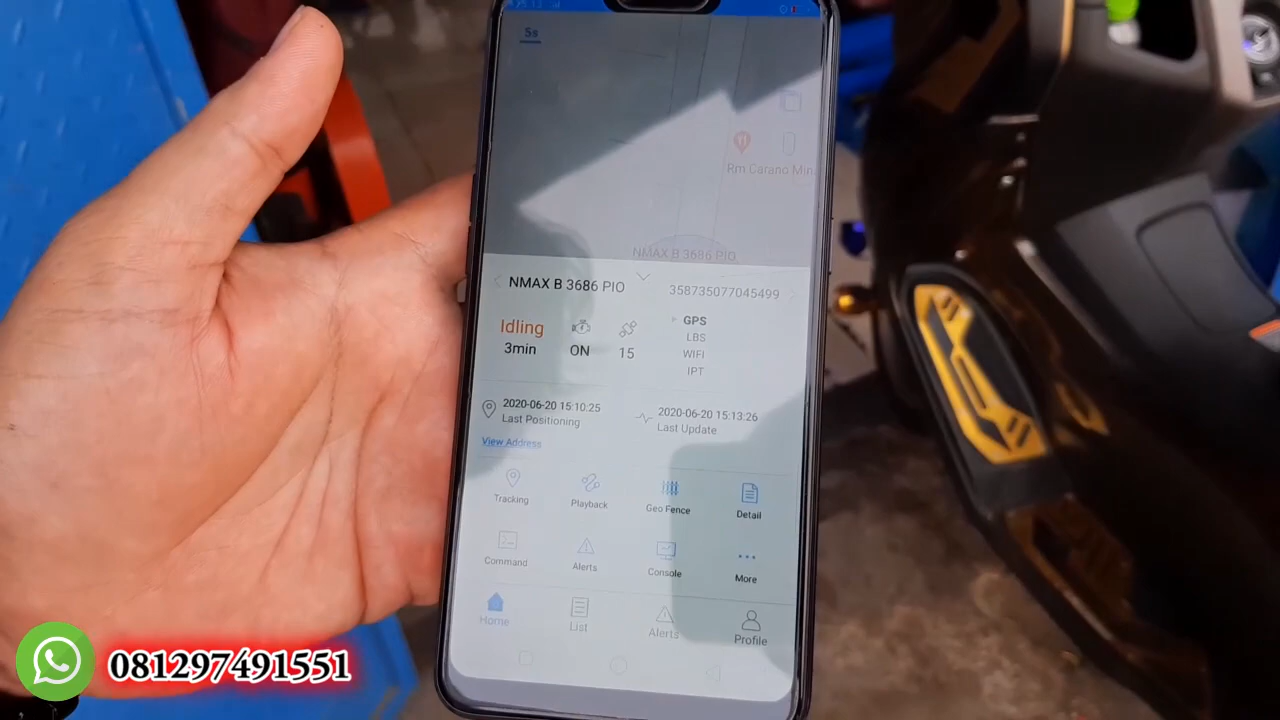 5s
Rm Carano Min.
NMAX B 3686 PIO
NMAX B 3686 PIO
358735077045499
Idling
3min
ON
15
GPS
LBS
WIFI
IPT
2020-06-20 15:10:25
Last Positioning
2020-06-20 15:13:26
Last Update
View Address
Tracking
Playback
Geo Fence
Detail
Command
Alerts
Console
More
Home
List
Alerts
Profile
081297491551